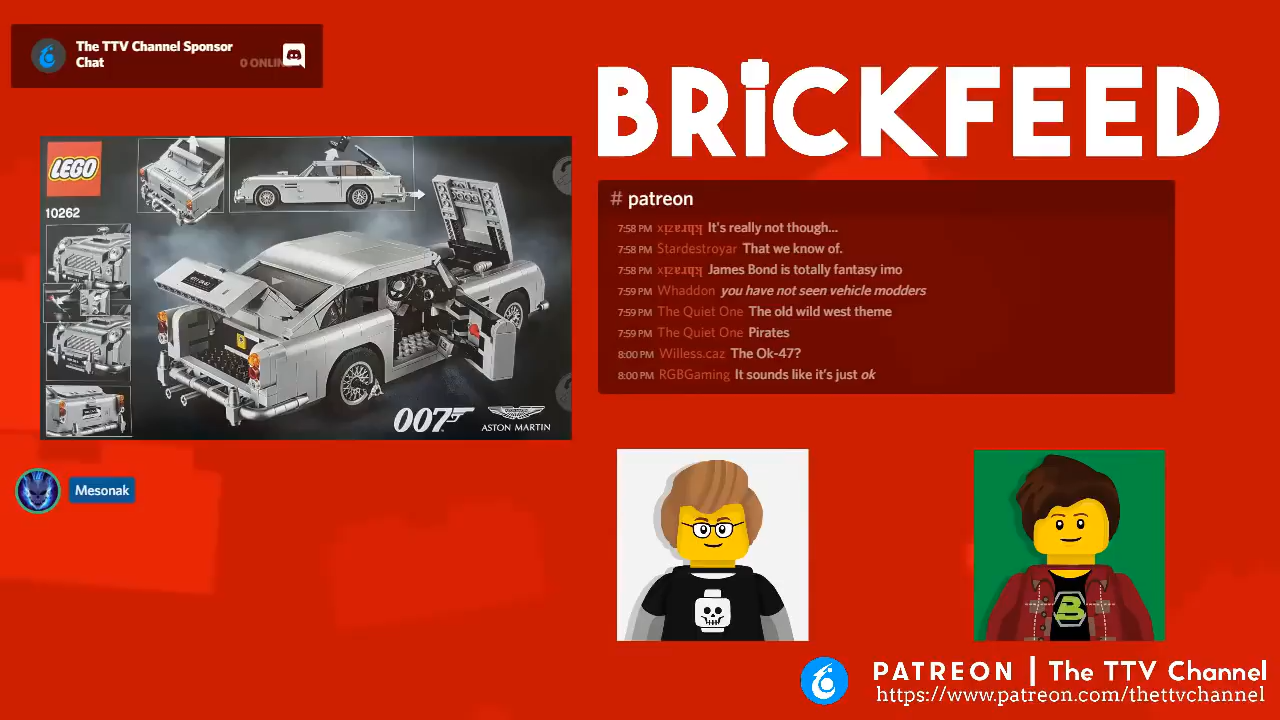 The TTV Channel Sponsor
Chat
BRiCKFEED
LEGO
10262
007
ASTON MARTIN
# patreon
7:58 PM It's really not though...
7:58 PM Stardestroyar That we know of.
7:58 PM James Bond is totally fantasy imo
7:59 PM Whaddon you have not seen vehicle modders
7:59 PM The Quiet One The old wild west theme
7:59 PM The Quiet One Pirates
8:00 PM Willess.caz The Ok-47?
8:00 PM RGBGaming It sounds like it's just ok
Mesonak
PATREON | The TTV Channel
https://www.patreon.com/thettvchannel